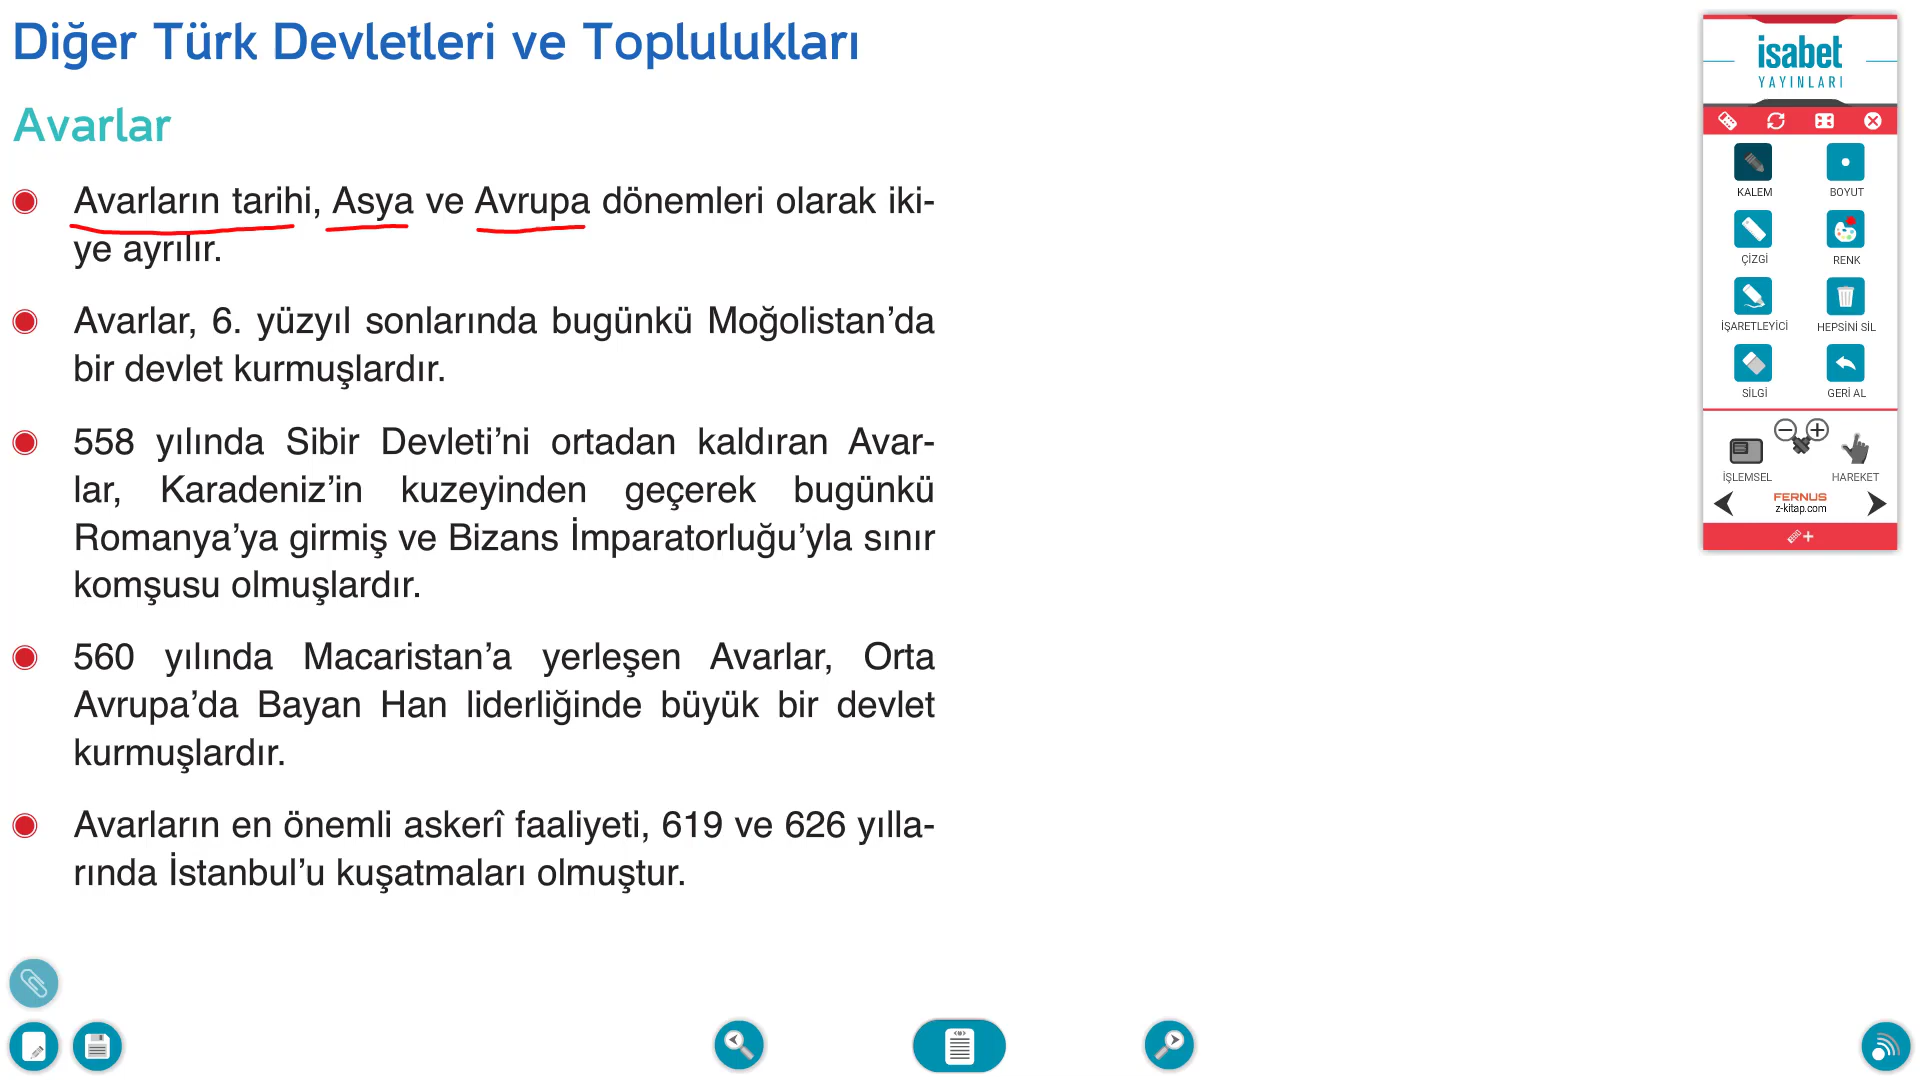 Diğer Türk Devletleri ve Toplulukları
Avarlar
Avarların tarihi, Asya ve Avrupa dönemleri olarak iki-
ye ayrılır.
Avarlar, 6. yüzyıl sonlarında bugünkü Moğolistan’da
bir devlet kurmuşlardır.
558 yılında Sibir Devleti’ni ortadan kaldıran Avar-
lar, Karadeniz’in kuzeyinden geçerek bugünkü
Romanya’ya girmiş ve Bizans İmparatorluğu’yla sınır
komşusu olmuşlardır.
560 yılında Macaristan’a yerleşen Avarlar, Orta
Avrupa’da Bayan Han liderliğinde büyük bir devlet
kurmuşlardır.
Avarların en önemli askerî faaliyeti, 619 ve 626 yılla-
rında İstanbul’u kuşatmaları olmuştur.
isabet
YAYINLARI
KALEM BOYUT
ÇİZGİ RENK
İŞARETLEYİCİ HEPSİNİ SİL
SİLGİ GERİ AL
İŞLEMSEL HAREKET
FERNUS
z-kitap.com